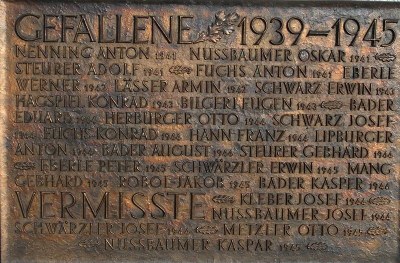 GEFALLENE 1939–1945
NENNING ANTON 1941 NUSSBAUMER OSKAR 1941
STEURER ADOLF 1941 FUCHS ANTON 1941 EBERLE
WERNER 1942 LÄSSER ARMIN 1942 SCHWARZ ERWIN 1943
HAGSPIEL KONRAD 1943 BILGERI EUGEN 1943 BADER
EDUARD 1944 HERBURGER OTTO 1944 SCHWARZ JOSEF
1944 FUCHS KONRAD 1944 HANN FRANZ 1944 LIPBURGER
ANTON 1944 BADER AUGUST 1944 STEURER GEBHARD 1944
EBERLE PETER 1945 SCHWÄRZLER ERWIN 1945 MANG
GEBHARD 1945 JAKOB 1945 BADER KASPER 1944
VERMISSTE KLEBER JOSEF 1944
NUSSBAUMER JOSEF 1944
SCHWÄRZLER JOSEF 1944 METZLER OTTO 1945
NUSSBAUMER KASPAR 1945